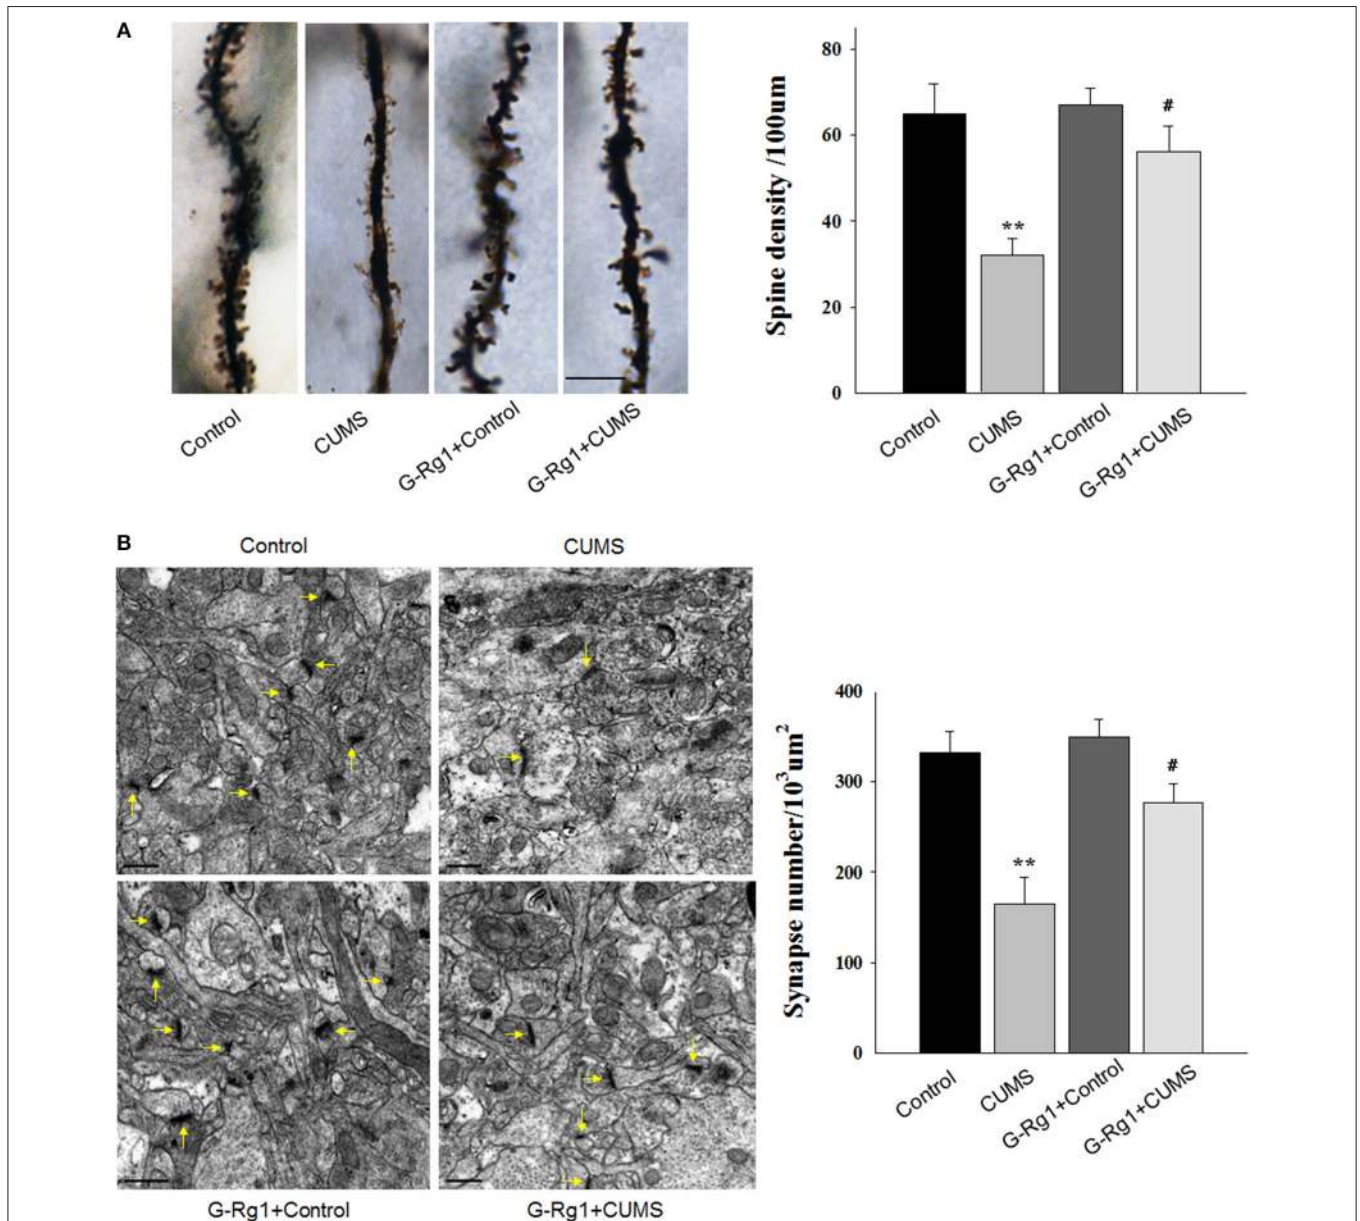 A
Control
CUMS
G-Rg1+Control
G-Rg1+CUMS
Spine density /100um
80
60
40
20
0
**
#
Control
CUMS
G-Rg1+Control
G-Rg1+CUMS
B
Control
CUMS
G-Rg1+Control
G-Rg1+CUMS
Synapse number/10³um²
400
300
200
100
0
**
#
Control
CUMS
G-Rg1+Control
G-Rg1+CUMS